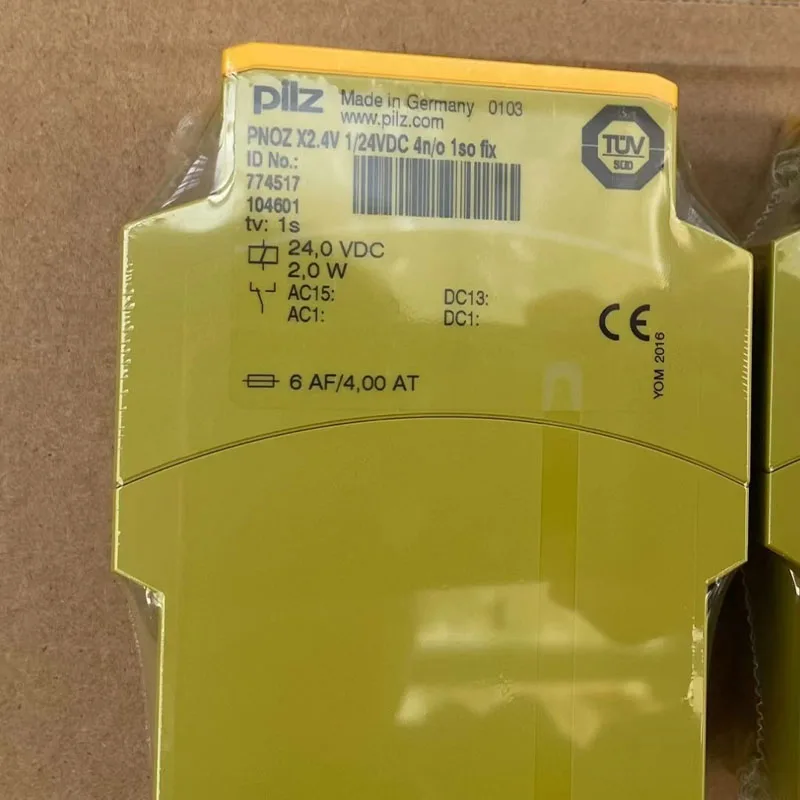 pilz Made in Germany 0103
www.pilz.com
PNOZ X2.4V 1/24VDC 4n/o 1so fix
ID No.:
774517
104601
tv: 1s
24,0 VDC
2,0 W
AC15: DC13:
AC1: DC1:
6 AF/4,00 AT
TÜV
SÜD
CE
YOM 2016